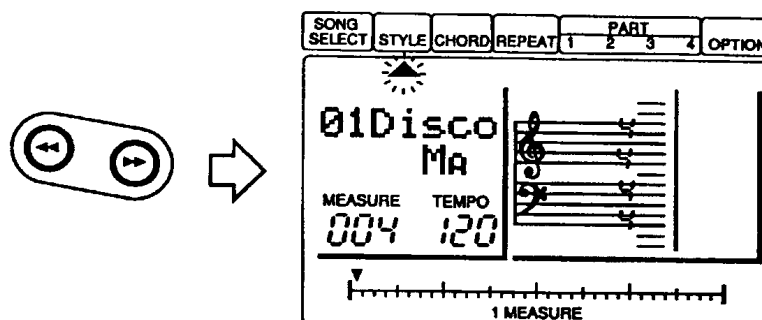 SONG SELECT STYLE CHORD REPEAT PART 1 2 3 4 OPTION
01Disco
MA
MEASURE TEMPO
004 120
1 MEASURE